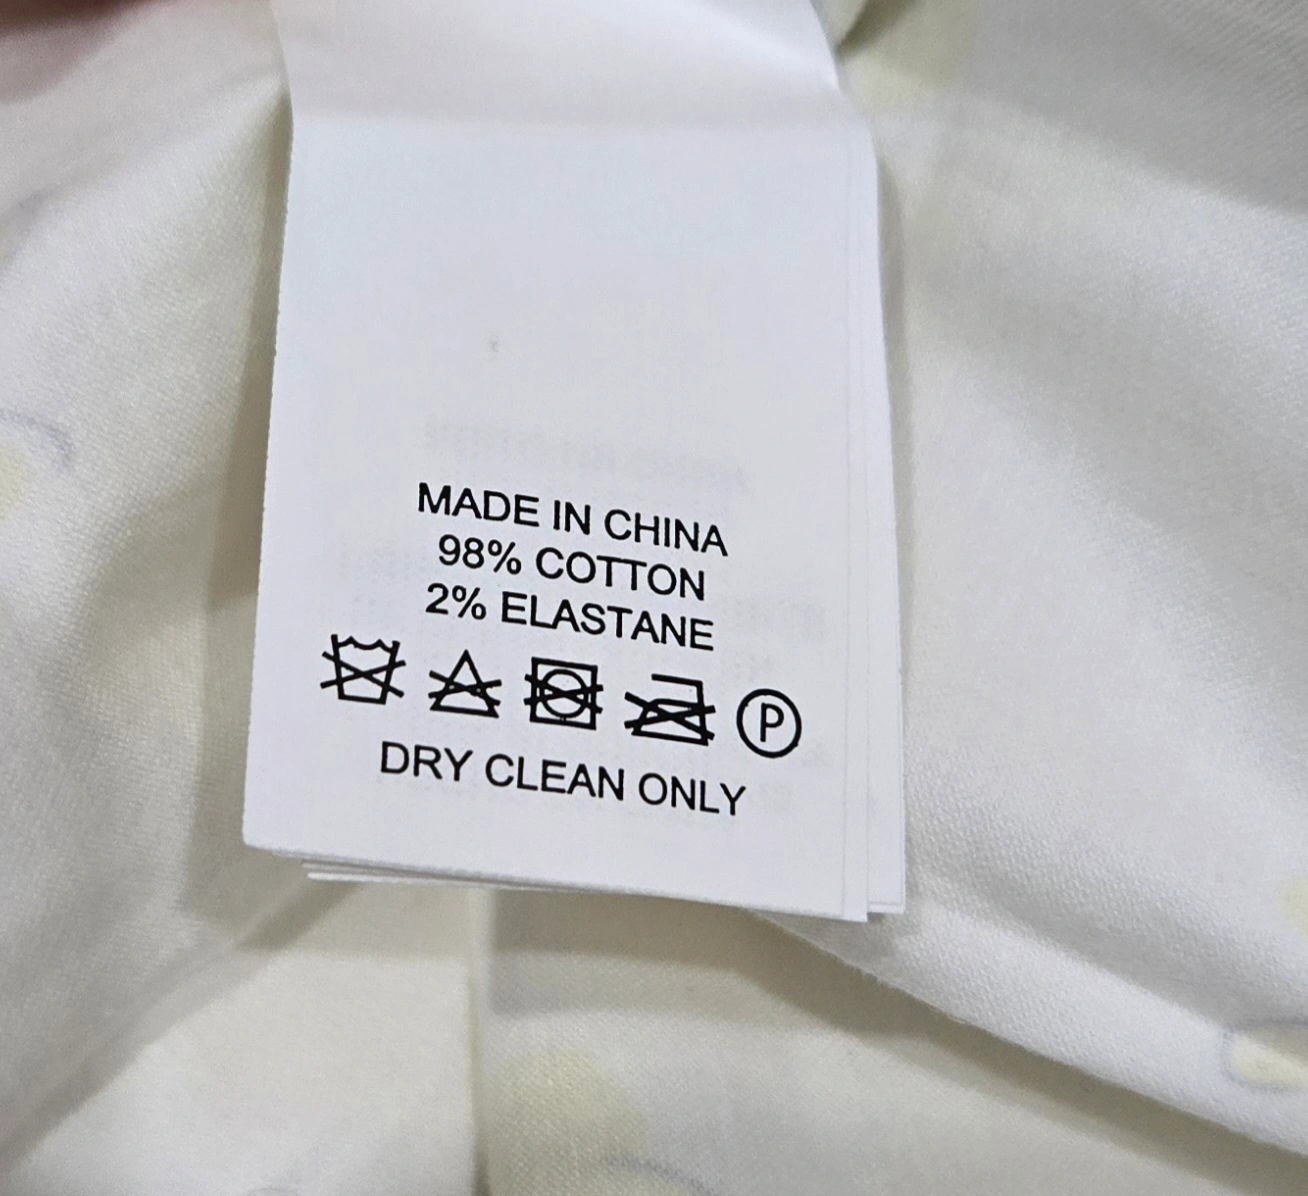 MADE IN CHINA
98% COTTON
2% ELASTANE
P
DRY CLEAN ONLY